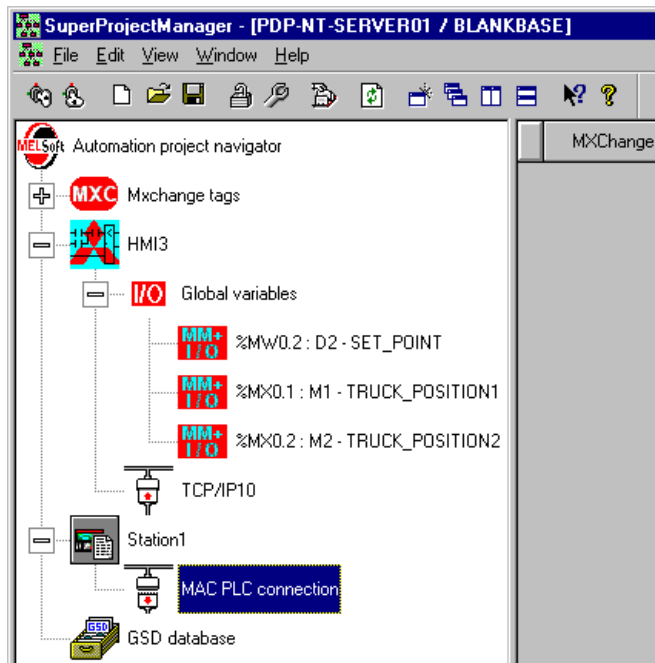 SuperProjectManager - [PDP-NT-SERVER01 / BLANKBASE]
File Edit View Window Help
MELSoft Automation project navigator
MXChange
MXC Mxchange tags
HMI3
I/O Global variables
MM+ I/O %MW0.2 : D2 - SET_POINT
MM+ I/O %MX0.1 : M1 - TRUCK_POSITION1
MM+ I/O %MX0.2 : M2 - TRUCK_POSITION2
TCP/IP10
Station1
MAC PLC connection
GSD GSD database